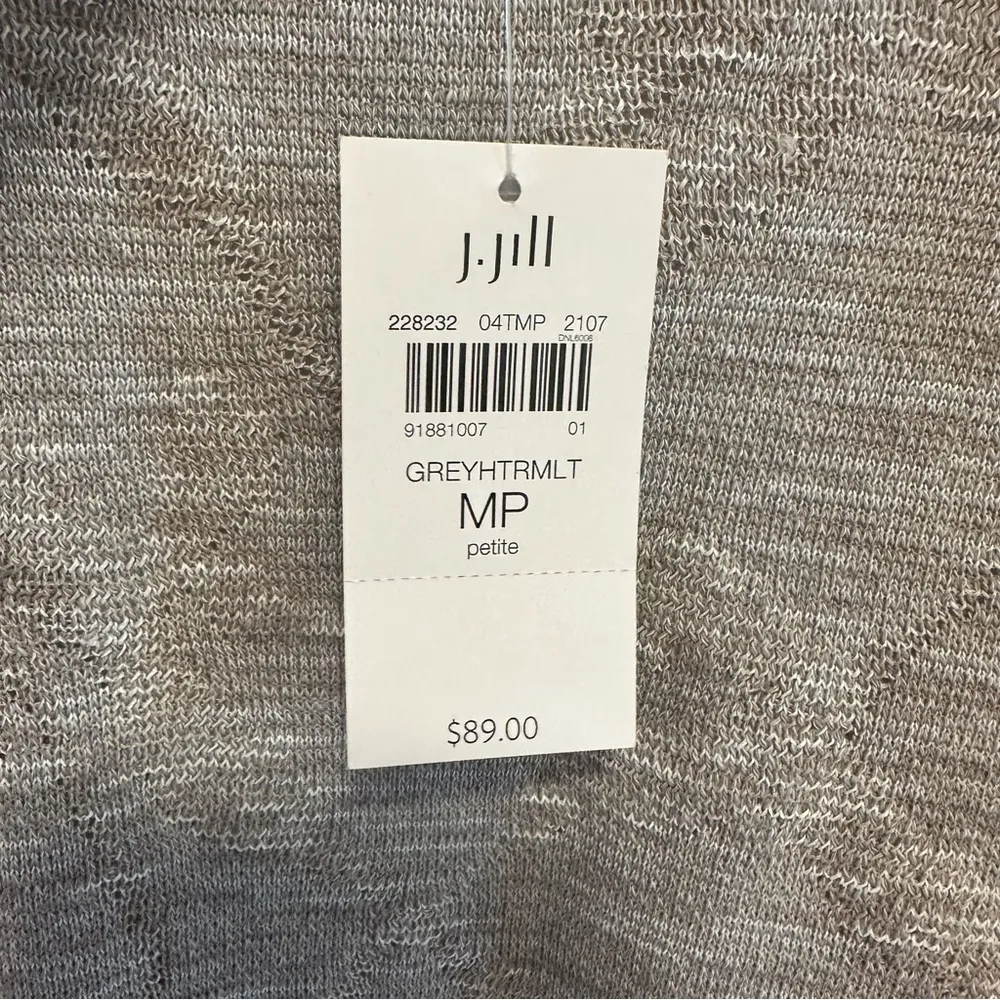 J.Jill
228232 04TMP 2107
DNL6006
91881007 01
GREYHTRMLT
MP
petite
$89.00